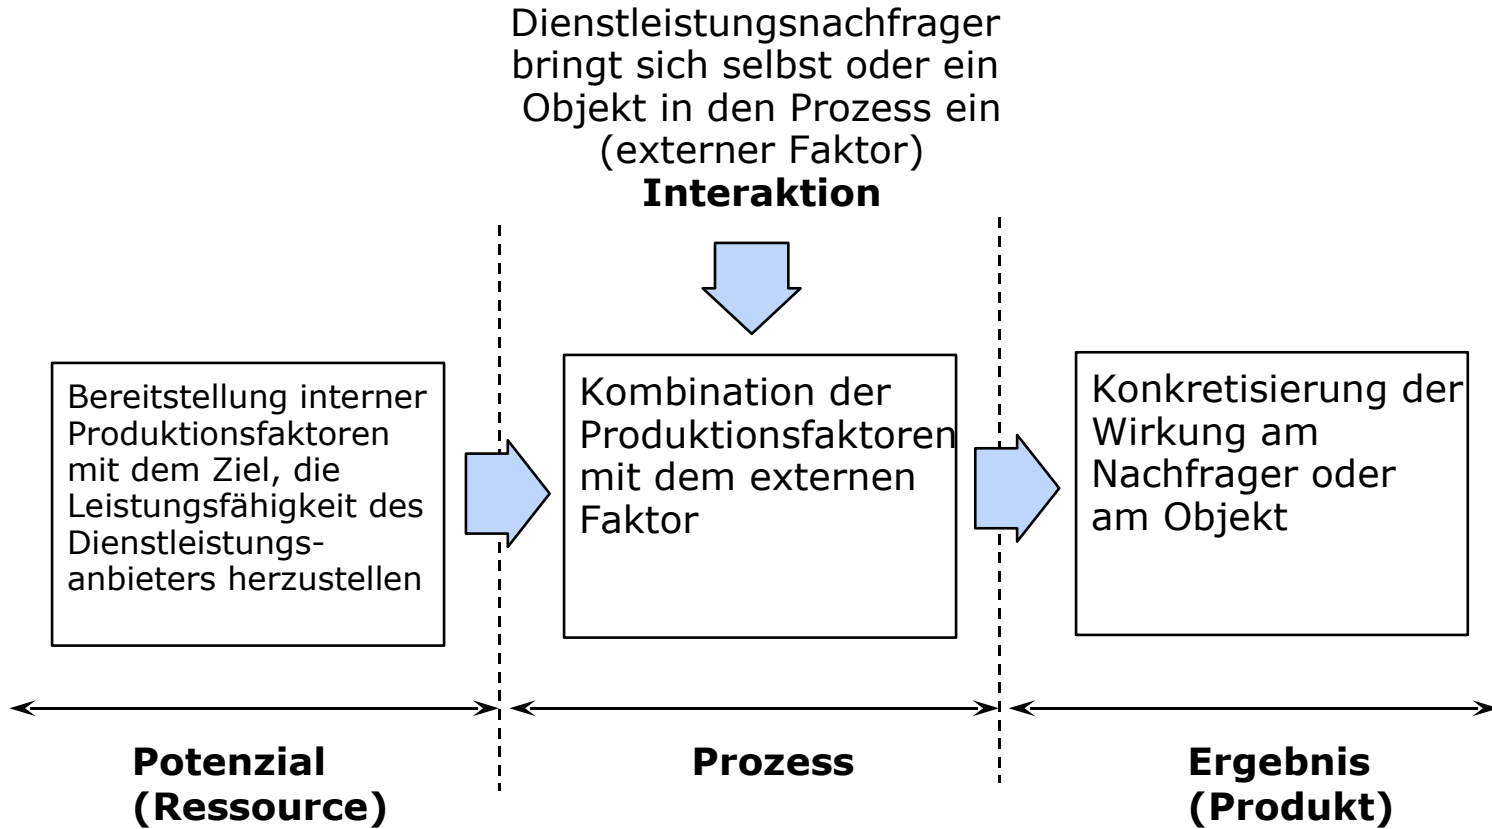 Dienstleistungsnachfrager
bringt sich selbst oder ein
Objekt in den Prozess ein
(externer Faktor)
Interaktion
Bereitstellung interner
Produktionsfaktoren
mit dem Ziel, die
Leistungsfähigkeit des
Dienstleistungs-
anbieters herzustellen
Kombination der
Produktionsfaktoren
mit dem externen
Faktor
Konkretisierung der
Wirkung am
Nachfrager oder
am Objekt
Potenzial
(Ressource)
Prozess
Ergebnis
(Produkt)